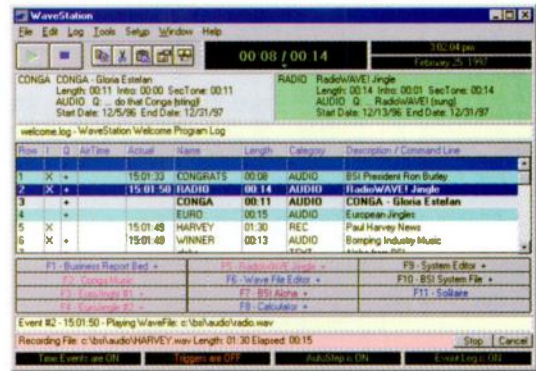 WaveStation
File Edit Log Tools Setup Window Help
00:08 / 00:14
3:02:04 pm
February 25, 1997
CONGA CONGA - Gloria Estefan
Length: 00:11 Intro: 00:00 SecTone: 00:11
AUDIO Q: ... do that Conga (sting)!
Start Date: 12/5/96 End Date: 12/31/97
RADIO RadioWAVE! Jingle
Length: 00:14 Intro: 00:01 SecTone: 00:14
AUDIO Q: ... RadioWAVE! (sung)
Start Date: 12/13/96 End Date: 12/31/97
welcome.log - WaveStation Welcome Program Log
Row ! Q AirTime Actual Name Length Category Description / Command Line
1 X + 15:01:33 CONGRATS 00:08 AUDIO BSI President Ron Burley
2 X + 15:01:50 RADIO 00:14 AUDIO RadioWAVE! Jingle
3 + CONGA 00:11 AUDIO CONGA - Gloria Estefan
4 + EURO 00:15 AUDIO European Jingles
5 X 15:01:49 HARVEY 01:30 REC Paul Harvey News
6 X + 15:01:49 WINNER 00:13 AUDIO Bomping Industry Music
F1 - Business Report Bed + F5 - RadioWAVE Jingle + F9 - System Editor +
F2 - Conga Music F6 - Wave File Editor + F10 - BSI System File +
F3 - EuroJingle #1 + F7 - BSI Aloha + F11 - Solitaire
F4 - EuroJingle #2 + F8 - Calculator +
Event #2 - 15:01:50 - Playing WaveFile: c:\bsi\audio\radio.wav
Recording File: c:\bsi\audio\HARVEY.wav Length: 01:30 Elapsed: 00:15 Stop Cancel
Time Events are ON Triggers are OFF AutoStep is ON Event Log is ON